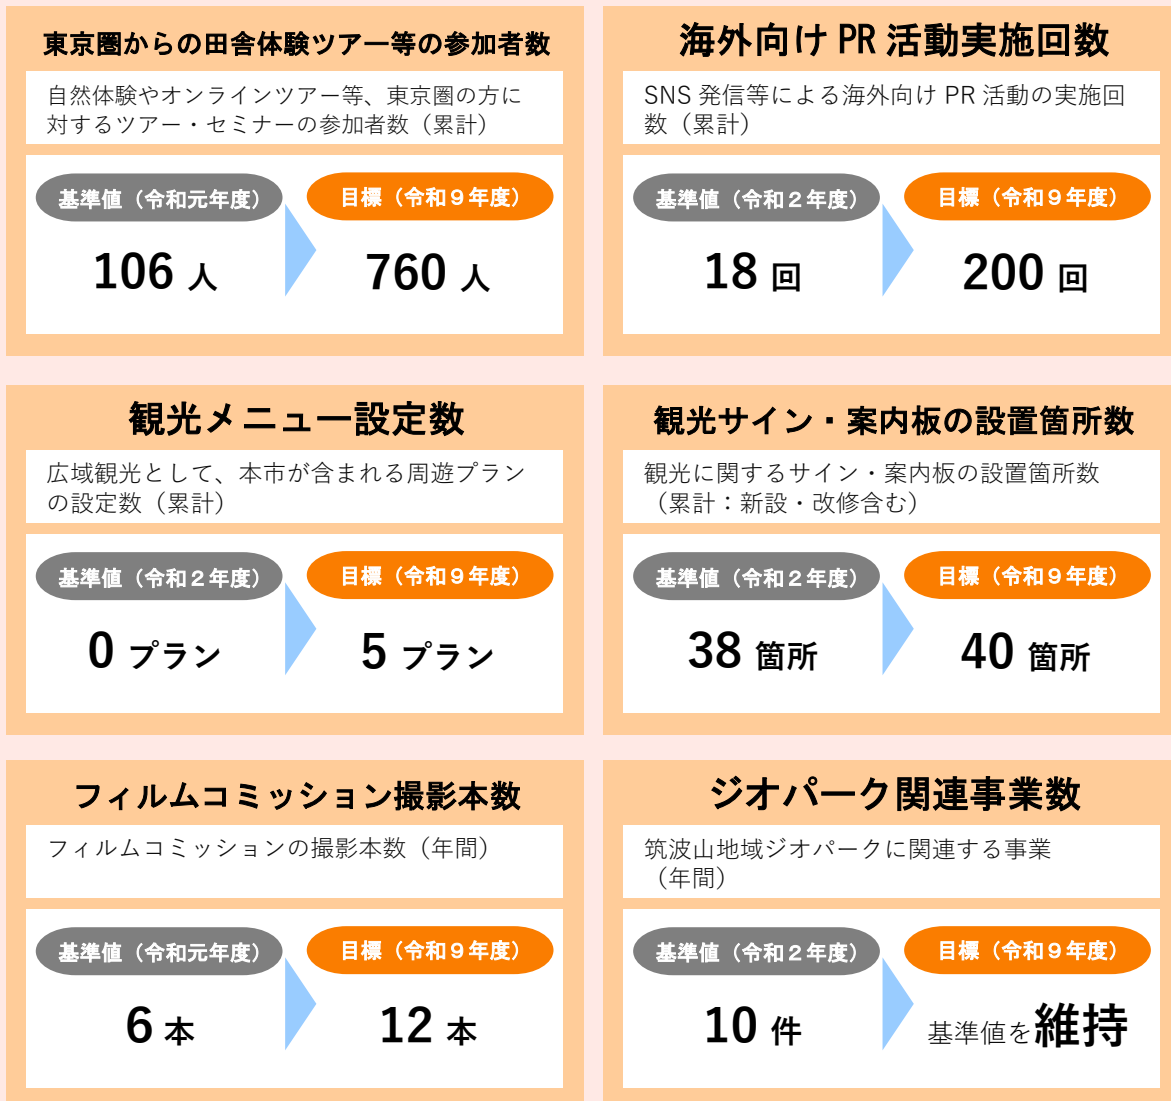 東京圏からの田舎体験ツアー等の参加者数
自然体験やオンラインツアー等、東京圏の方に
対するツアー・セミナーの参加者数（累計）
基準値（令和元年度）
目標（令和９年度）
106 人
760 人
海外向け PR 活動実施回数
SNS 発信等による海外向け PR 活動の実施回
数（累計）
基準値（令和２年度）
目標（令和９年度）
18 回
200 回
観光メニュー設定数
広域観光として、本市が含まれる周遊プラン
の設定数（累計）
基準値（令和２年度）
目標（令和９年度）
0 プラン
5 プラン
観光サイン・案内板の設置箇所数
観光に関するサイン・案内板の設置箇所数
（累計：新設・改修含む）
基準値（令和２年度）
目標（令和９年度）
38 箇所
40 箇所
フィルムコミッション撮影本数
フィルムコミッションの撮影本数（年間）
基準値（令和元年度）
目標（令和９年度）
6 本
12 本
ジオパーク関連事業数
筑波山地域ジオパークに関連する事業
（年間）
基準値（令和２年度）
目標（令和９年度）
10 件
基準値を維持